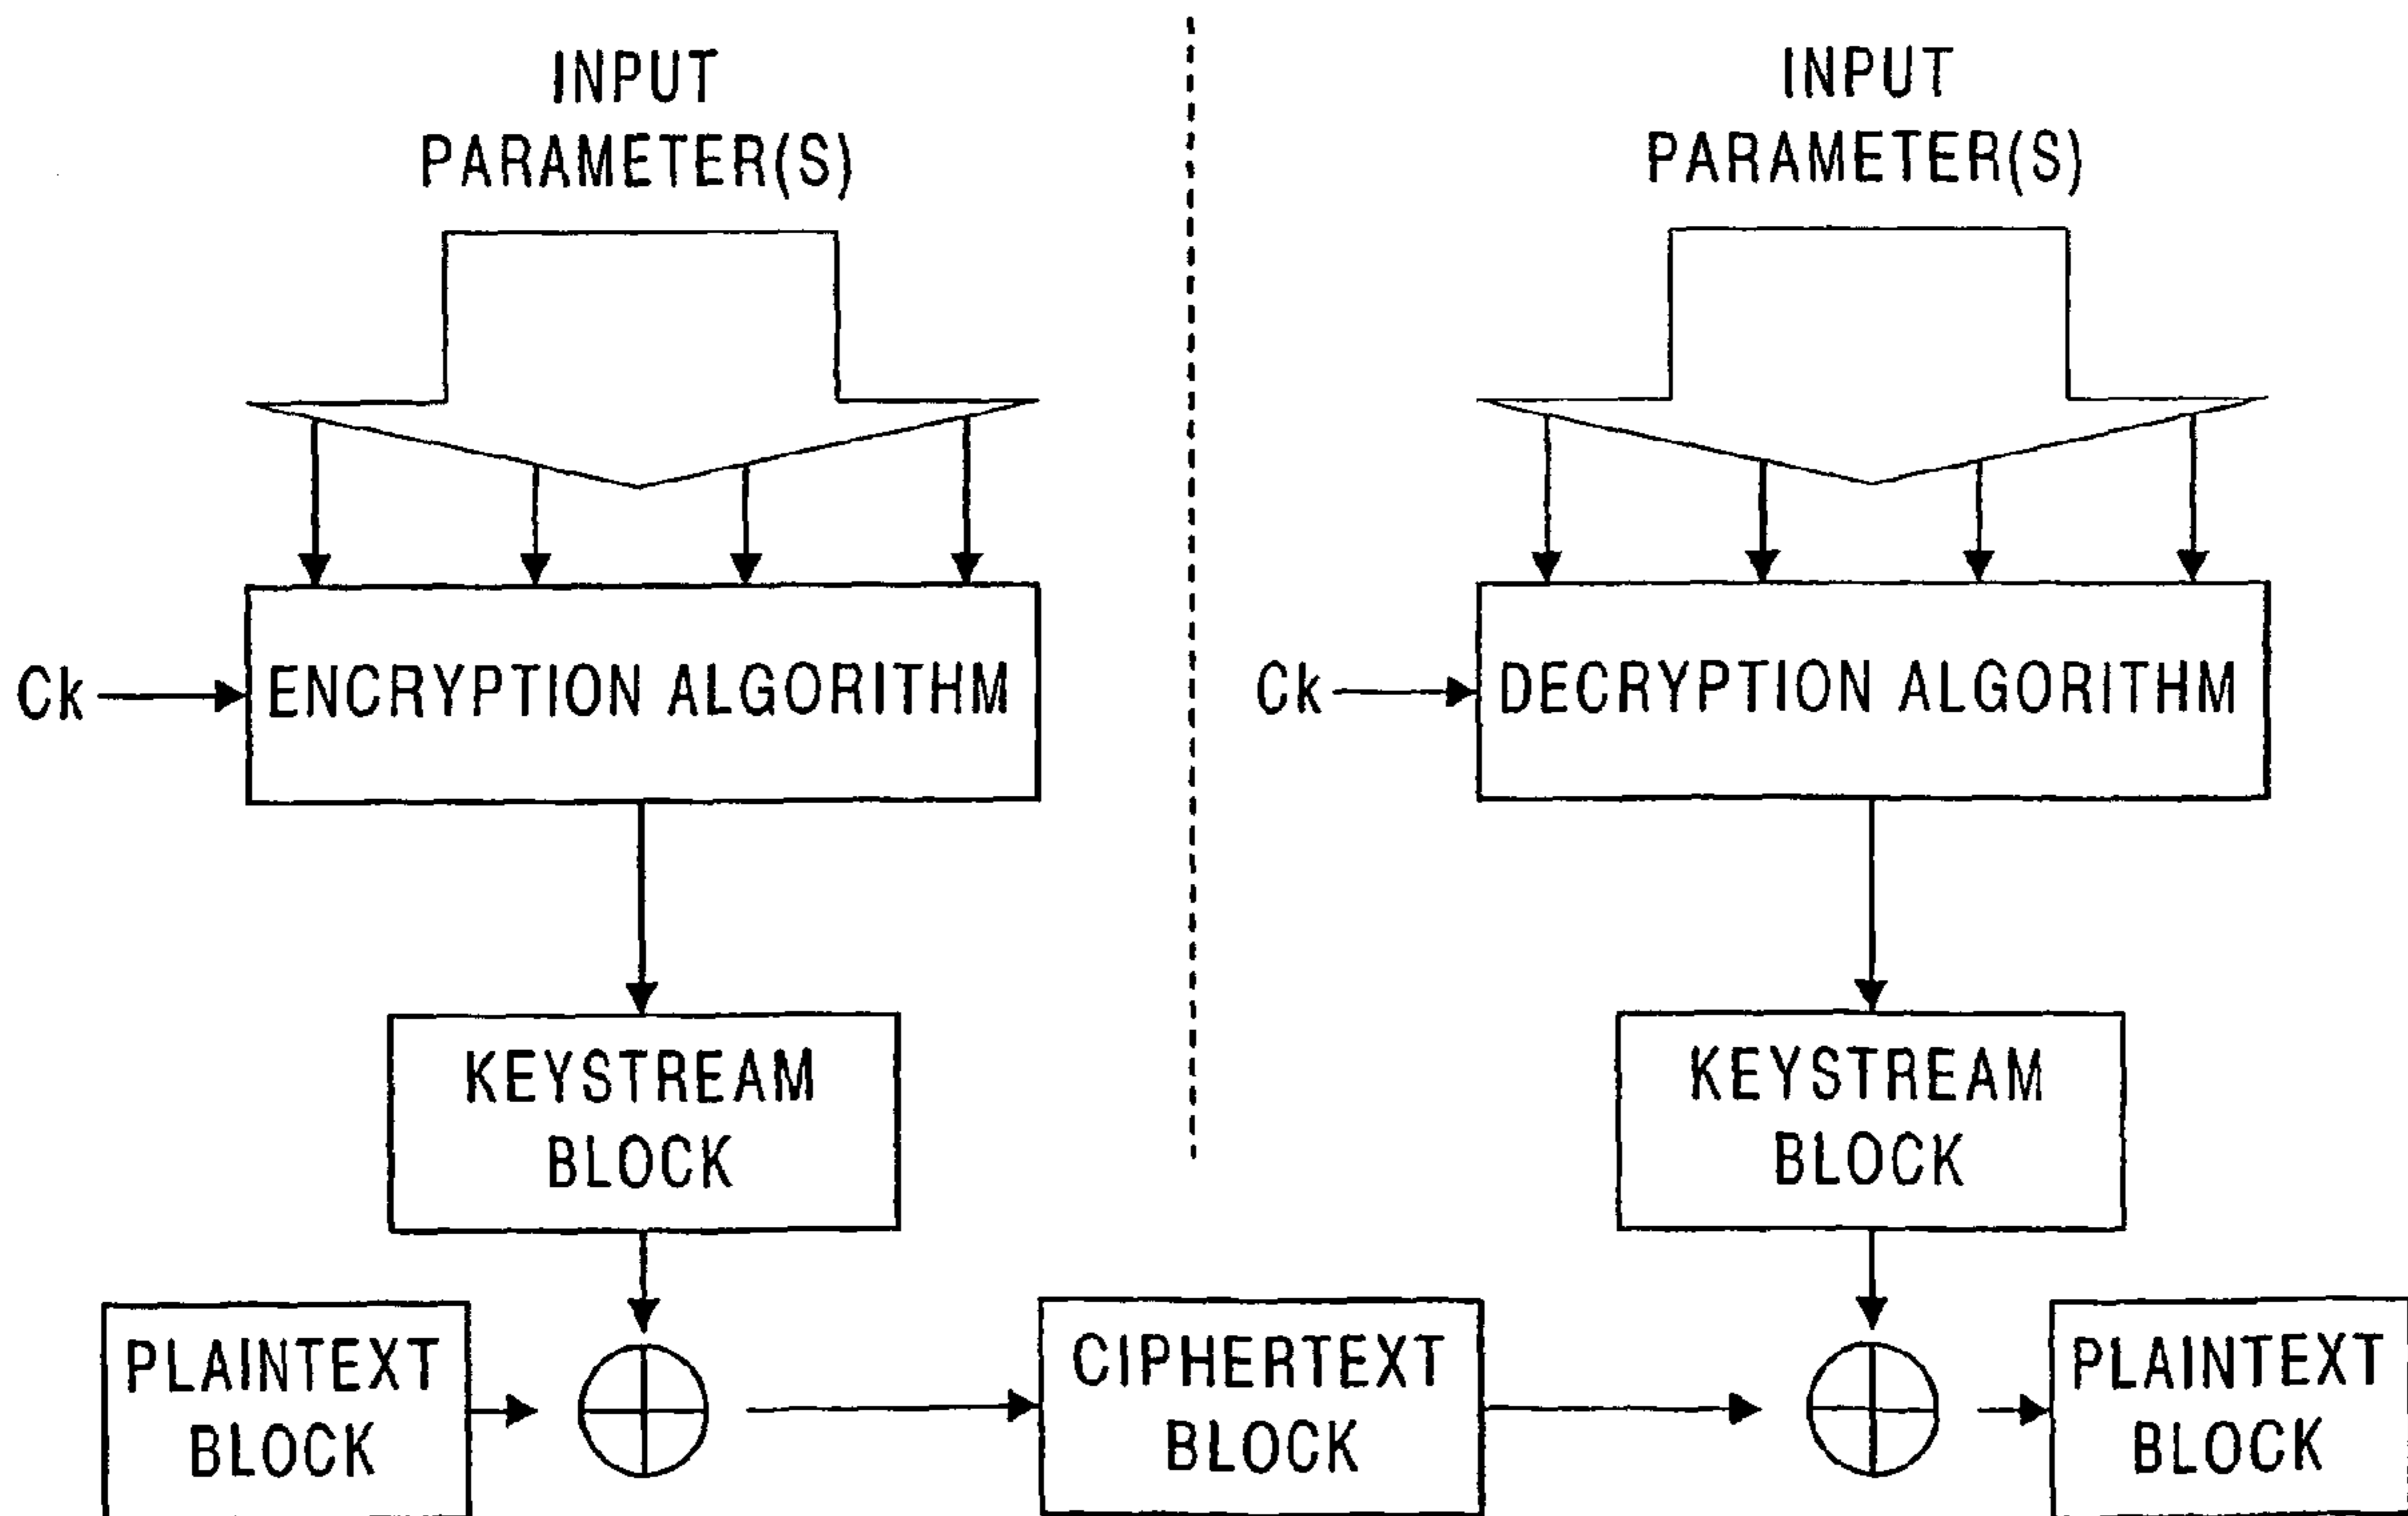 INPUT
PARAMETER(S)
Ck
ENCRYPTION ALGORITHM
KEYSTREAM
BLOCK
PLAINTEXT
BLOCK
CIPHERTEXT
BLOCK
INPUT
PARAMETER(S)
Ck
DECRYPTION ALGORITHM
KEYSTREAM
BLOCK
PLAINTEXT
BLOCK